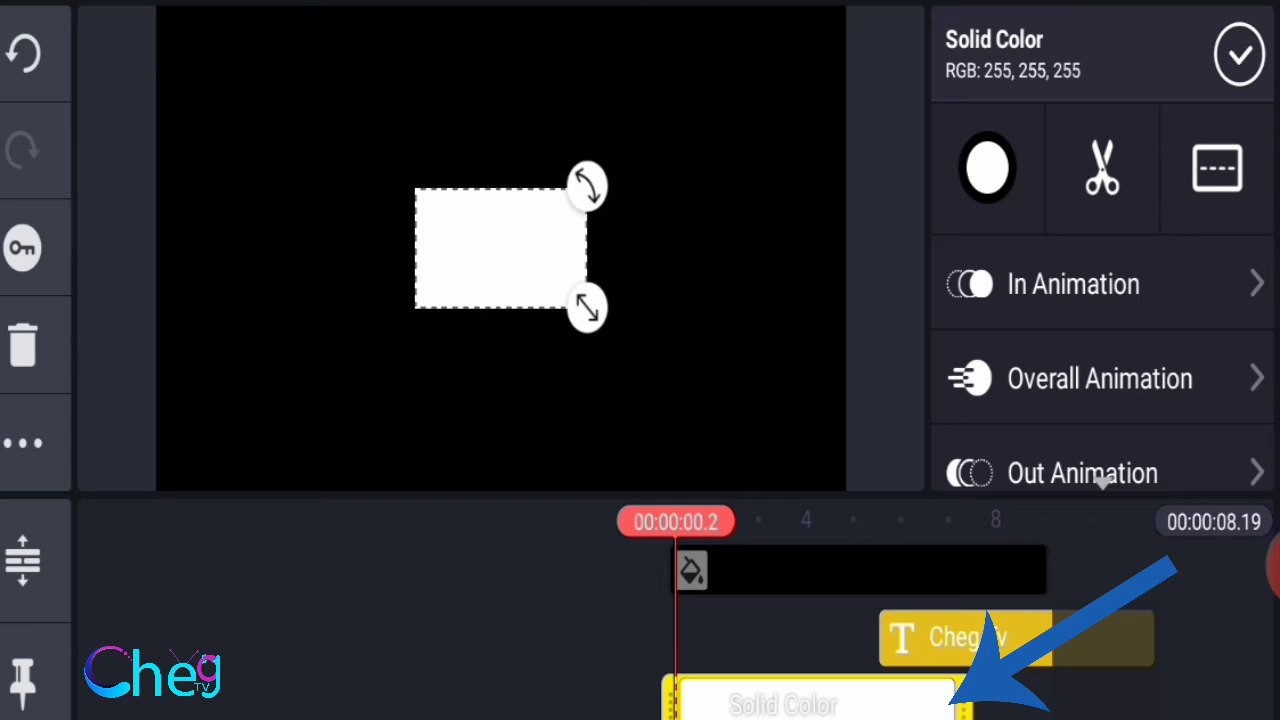 Solid Color
RGB: 255, 255, 255
In Animation
Overall Animation
Out Animation
00:00:00.2
4
8
00:00:08.19
T
Cheg Tv
Solid Color
Cheg
TV